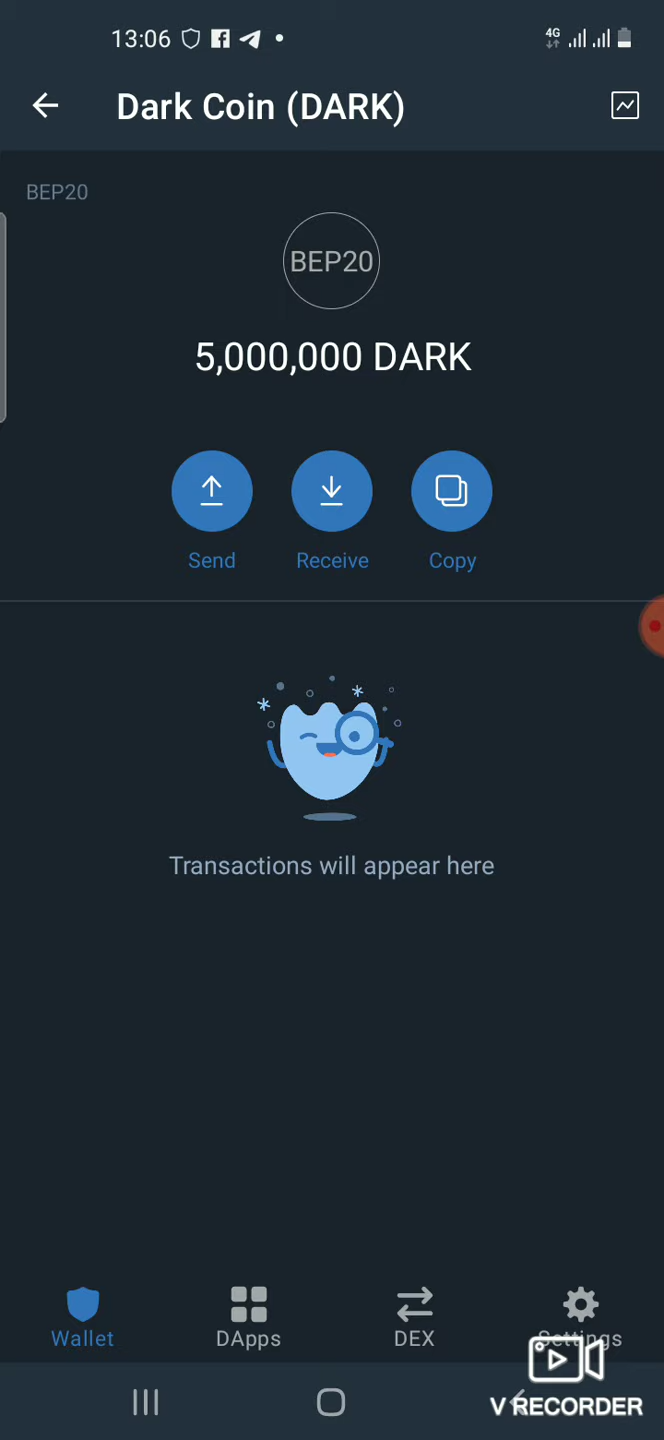 13:06
4G
Dark Coin (DARK)
BEP20
BEP20
5,000,000 DARK
Send Receive Copy
Transactions will appear here
Wallet DApps DEX Settings
V RECORDER